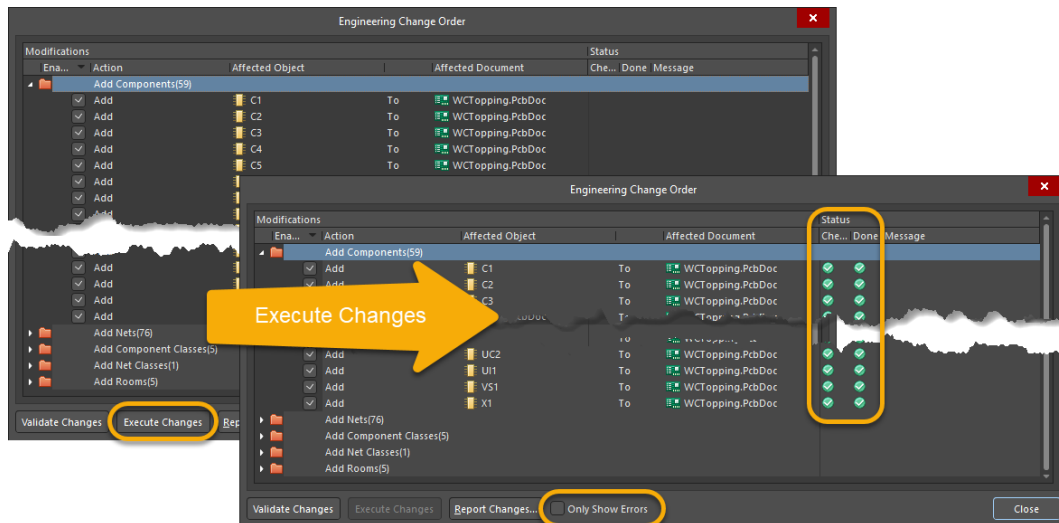 Engineering Change Order
Modifications Status
Ena... Action Affected Object Affected Document Che... Done Message
Add Components(59)
Add C1 To WCTopping.PcbDoc
Add C2 To WCTopping.PcbDoc
Add C3 To WCTopping.PcbDoc
Add C4 To WCTopping.PcbDoc
Add C5 To WCTopping.PcbDoc
Add
Add
Add
Add
Add
Add
Add Nets(76)
Add Component Classes(5)
Add Net Classes(1)
Add Rooms(5)
Validate Changes Execute Changes
Execute Changes
Engineering Change Order
Modifications Status
Ena... Action Affected Object Affected Document Che... Done Message
Add Components(59)
Add C1 To WCTopping.PcbDoc
Add C2 To WCTopping.PcbDoc
Add C3 To WCTopping.PcbDoc
Add UC2 To WCTopping.PcbDoc
Add UI1 To WCTopping.PcbDoc
Add VS1 To WCTopping.PcbDoc
Add X1 To WCTopping.PcbDoc
Add Nets(76)
Add Component Classes(5)
Add Net Classes(1)
Add Rooms(5)
Validate Changes Execute Changes Report Changes... Only Show Errors Close